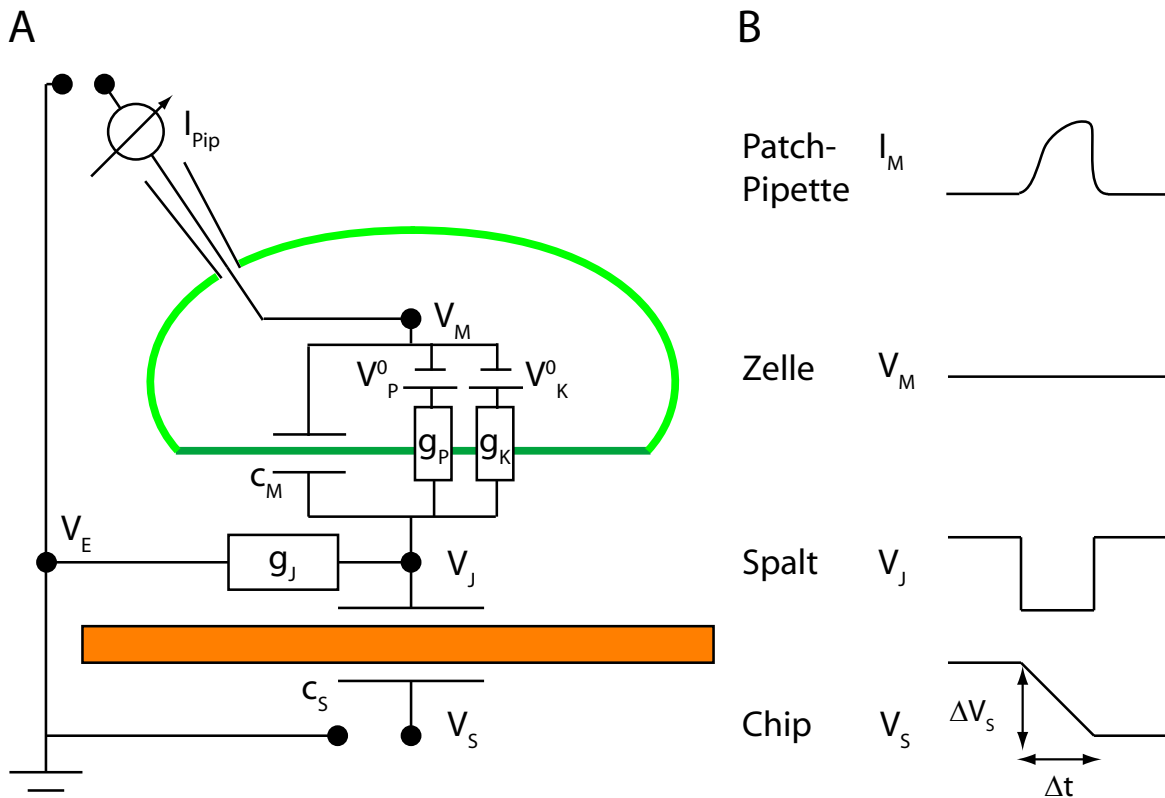 A
B
I_Pip
V_M
V^0_P
V^0_K
g_P
g_K
c_M
V_E
g_J
V_J
c_S
V_S
Patch-
Pipette
I_M
Zelle
V_M
Spalt
V_J
Chip
V_S
ΔV_S
Δt